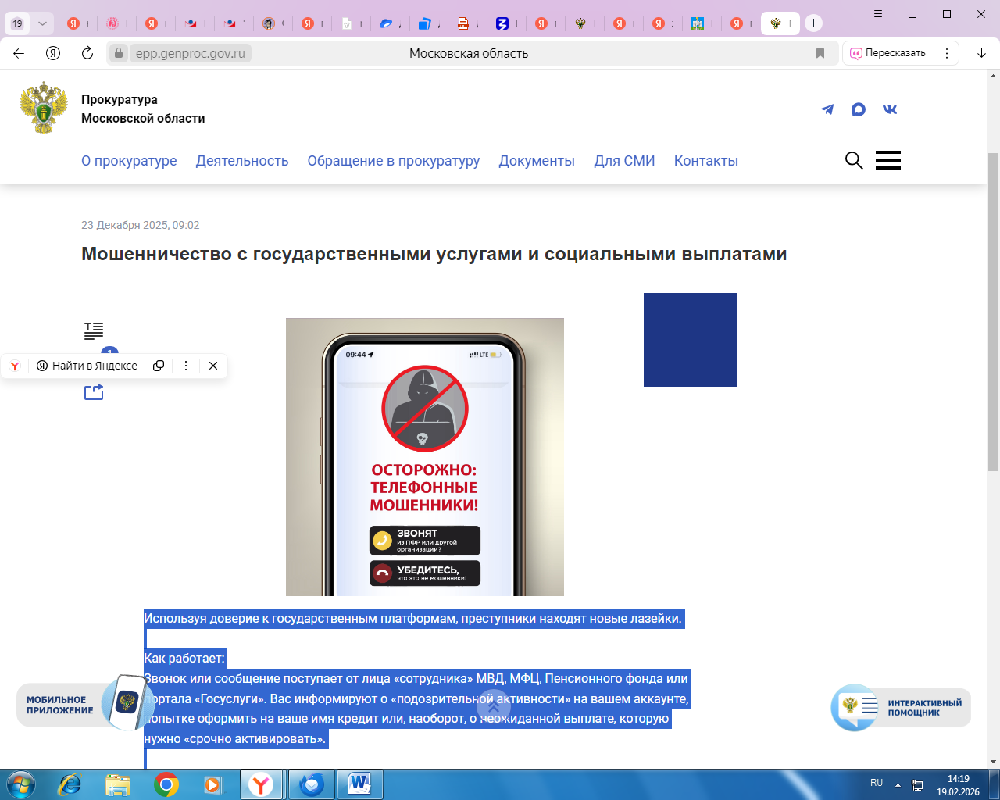 19
epp.genproc.gov.ru
Московская область
Пересказать
Прокуратура
Московской области
О прокуратуре
Деятельность
Обращение в прокуратуру
Документы
Для СМИ
Контакты
23 Декабря 2025, 09:02
Мошенничество с государственными услугами и социальными выплатами
Найти в Яндексе
09:44
LTE
ОСТОРОЖНО:
ТЕЛЕФОННЫЕ
МОШЕННИКИ!
ЗВОНЯТ
из ПФР или другой
организации?
УБЕДИТЕСЬ,
что это не мошенники!
Используя доверие к государственным платформам, преступники находят новые лазейки.
Как работает:
Звонок или сообщение поступает от лица «сотрудника» МВД, МФЦ, Пенсионного фонда или
портала «Госуслуги». Вас информируют о «подозрительной активности» на вашем аккаунте,
попытке оформить на ваше имя кредит или, наоборот, о неожиданной выплате, которую
нужно «срочно активировать».
МОБИЛЬНОЕ
ПРИЛОЖЕНИЕ
ИНТЕРАКТИВНЫЙ
ПОМОЩНИК
RU
14:19
19.02.2026